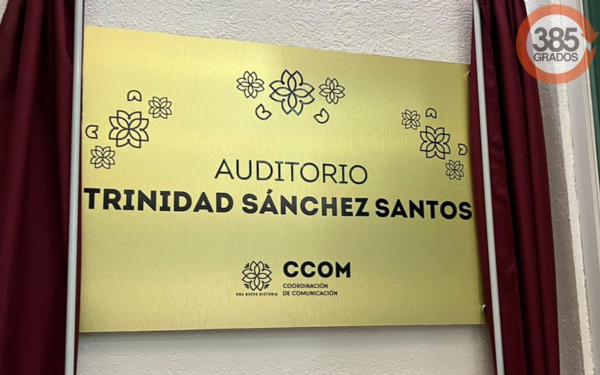 385
GRADOS
AUDITORIO
TRINIDAD SÁNCHEZ SANTOS
CCOM
COORDINACIÓN
DE COMUNICACIÓN
UNA NUEVA HISTORIA